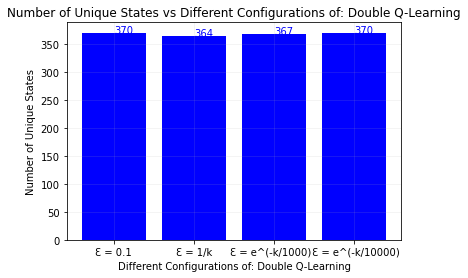 Number of Unique States vs Different Configurations of: Double Q-Learning
370
364
367
370
350
300
250
200
150
100
50
0
Number of Unique States
Ɛ = 0.1
Ɛ = 1/k
Ɛ = e^(-k/1000)
Ɛ = e^(-k/10000)
Different Configurations of: Double Q-Learning